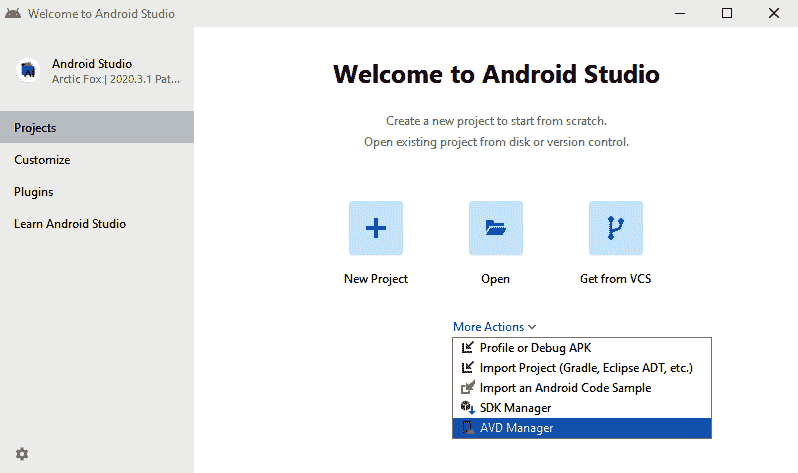 Welcome to Android Studio
Android Studio
Arctic Fox | 2020.3.1 Pat...
Projects
Customize
Plugins
Learn Android Studio
Welcome to Android Studio
Create a new project to start from scratch.
Open existing project from disk or version control.
New Project
Open
Get from VCS
More Actions
Profile or Debug APK
Import Project (Gradle, Eclipse ADT, etc.)
Import an Android Code Sample
SDK Manager
AVD Manager